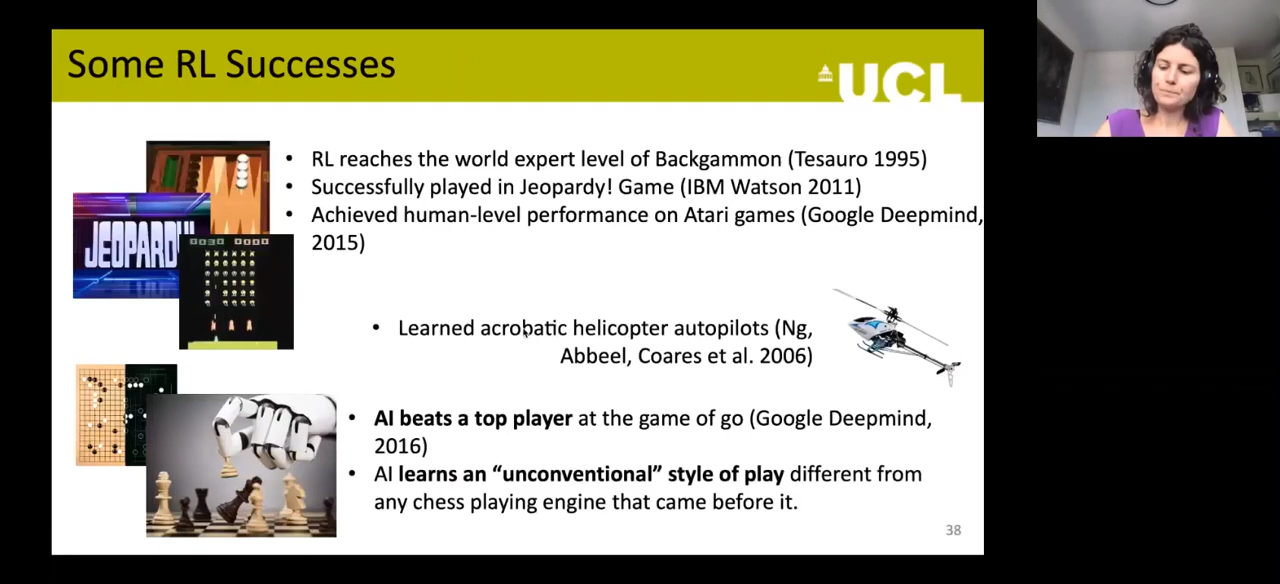 Some RL Successes
UCL
• RL reaches the world expert level of Backgammon (Tesauro 1995)
• Successfully played in Jeopardy! Game (IBM Watson 2011)
• Achieved human-level performance on Atari games (Google Deepmind,
2015)
JEOPARDY!
• Learned acrobatic helicopter autopilots (Ng,
Abbeel, Coares et al. 2006)
• AI beats a top player at the game of go (Google Deepmind,
2016)
• AI learns an “unconventional” style of play different from
any chess playing engine that came before it.
38